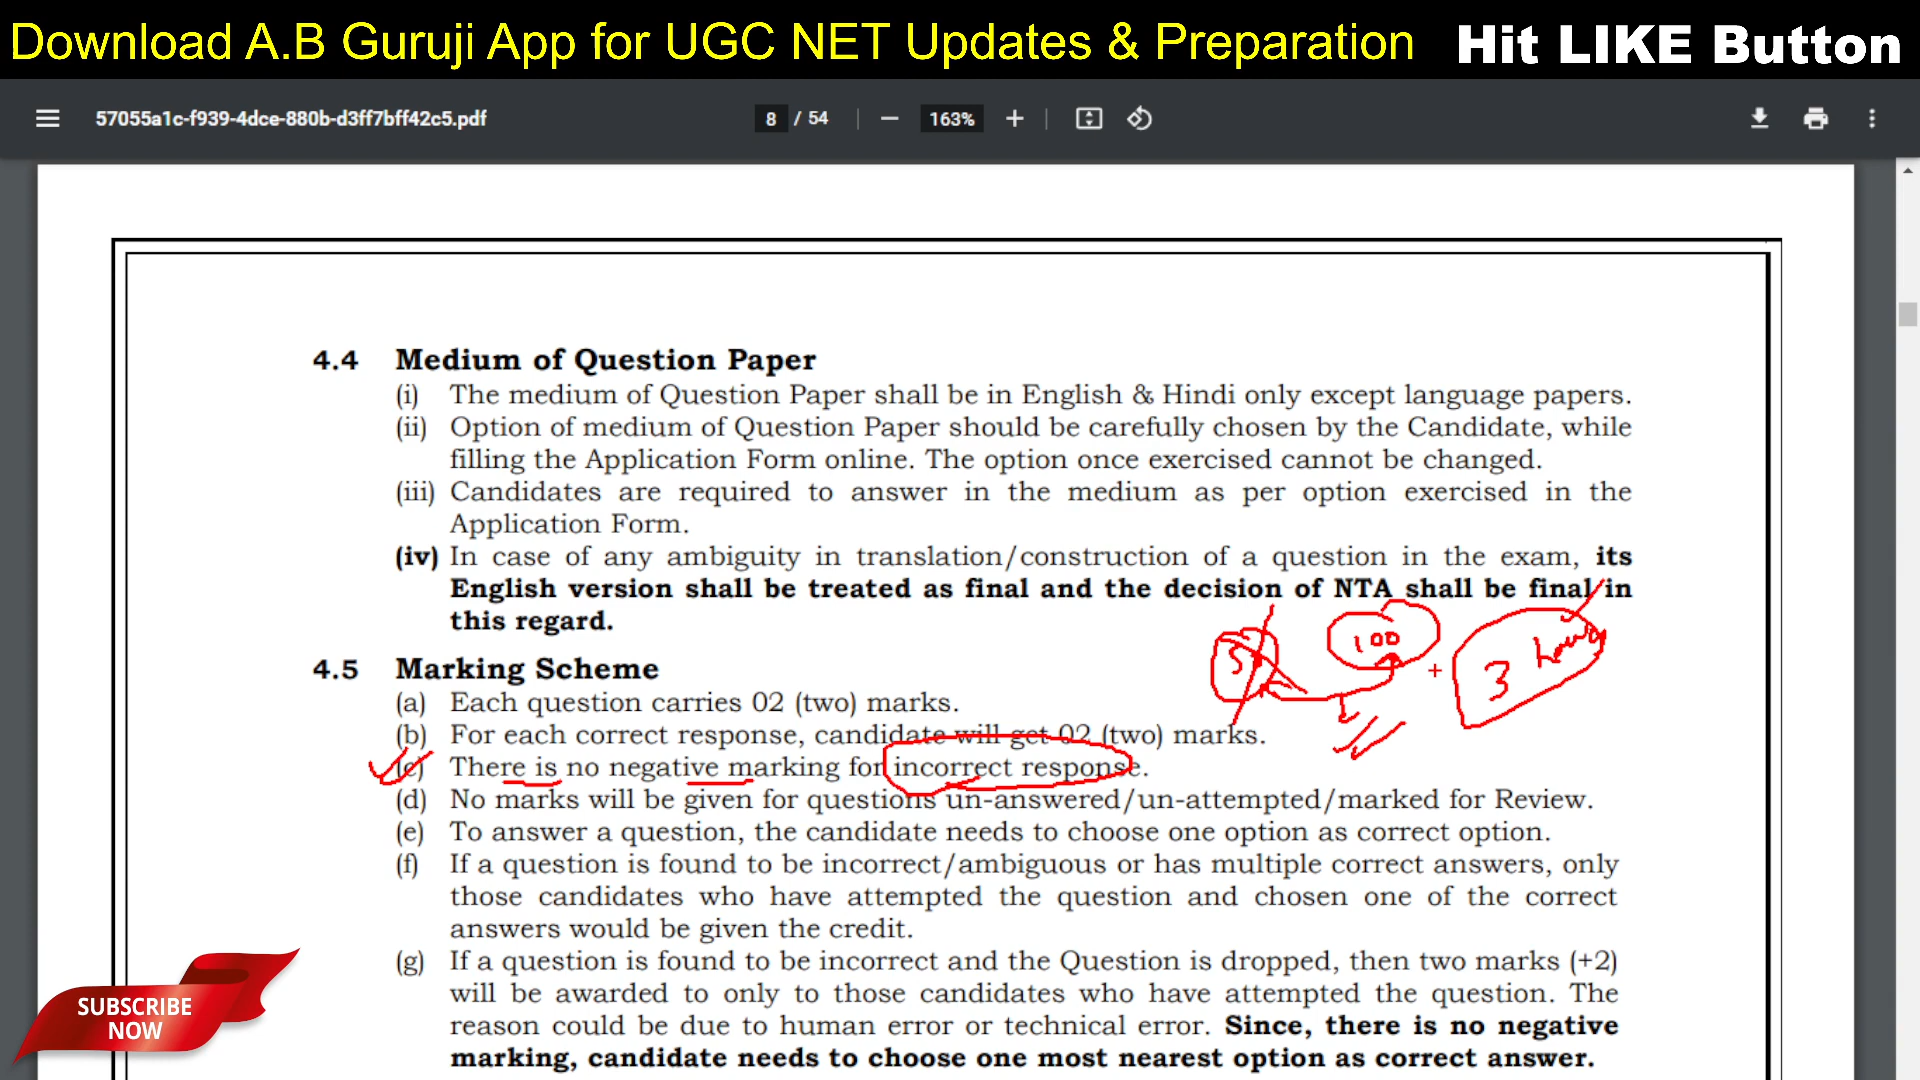 Download A.B Guruji App for UGC NET Updates & Preparation Hit LIKE Button
57055a1c-f939-4dce-880b-d3ff7bff42c5.pdf 8 / 54 163%
4.4 Medium of Question Paper
(i) The medium of Question Paper shall be in English & Hindi only except language papers.
(ii) Option of medium of Question Paper should be carefully chosen by the Candidate, while
filling the Application Form online. The option once exercised cannot be changed.
(iii) Candidates are required to answer in the medium as per option exercised in the
Application Form.
(iv) In case of any ambiguity in translation/construction of a question in the exam, its
English version shall be treated as final and the decision of NTA shall be final in
this regard.
100 + 3 hours
4.5 Marking Scheme
(a) Each question carries 02 (two) marks.
(b) For each correct response, candidate will get 02 (two) marks.
(c) There is no negative marking for incorrect response.
(d) No marks will be given for questions un-answered/un-attempted/marked for Review.
(e) To answer a question, the candidate needs to choose one option as correct option.
(f) If a question is found to be incorrect/ambiguous or has multiple correct answers, only
those candidates who have attempted the question and chosen one of the correct
answers would be given the credit.
(g) If a question is found to be incorrect and the Question is dropped, then two marks (+2)
will be awarded to only to those candidates who have attempted the question. The
reason could be due to human error or technical error. Since, there is no negative
marking, candidate needs to choose one most nearest option as correct answer.
SUBSCRIBE
NOW